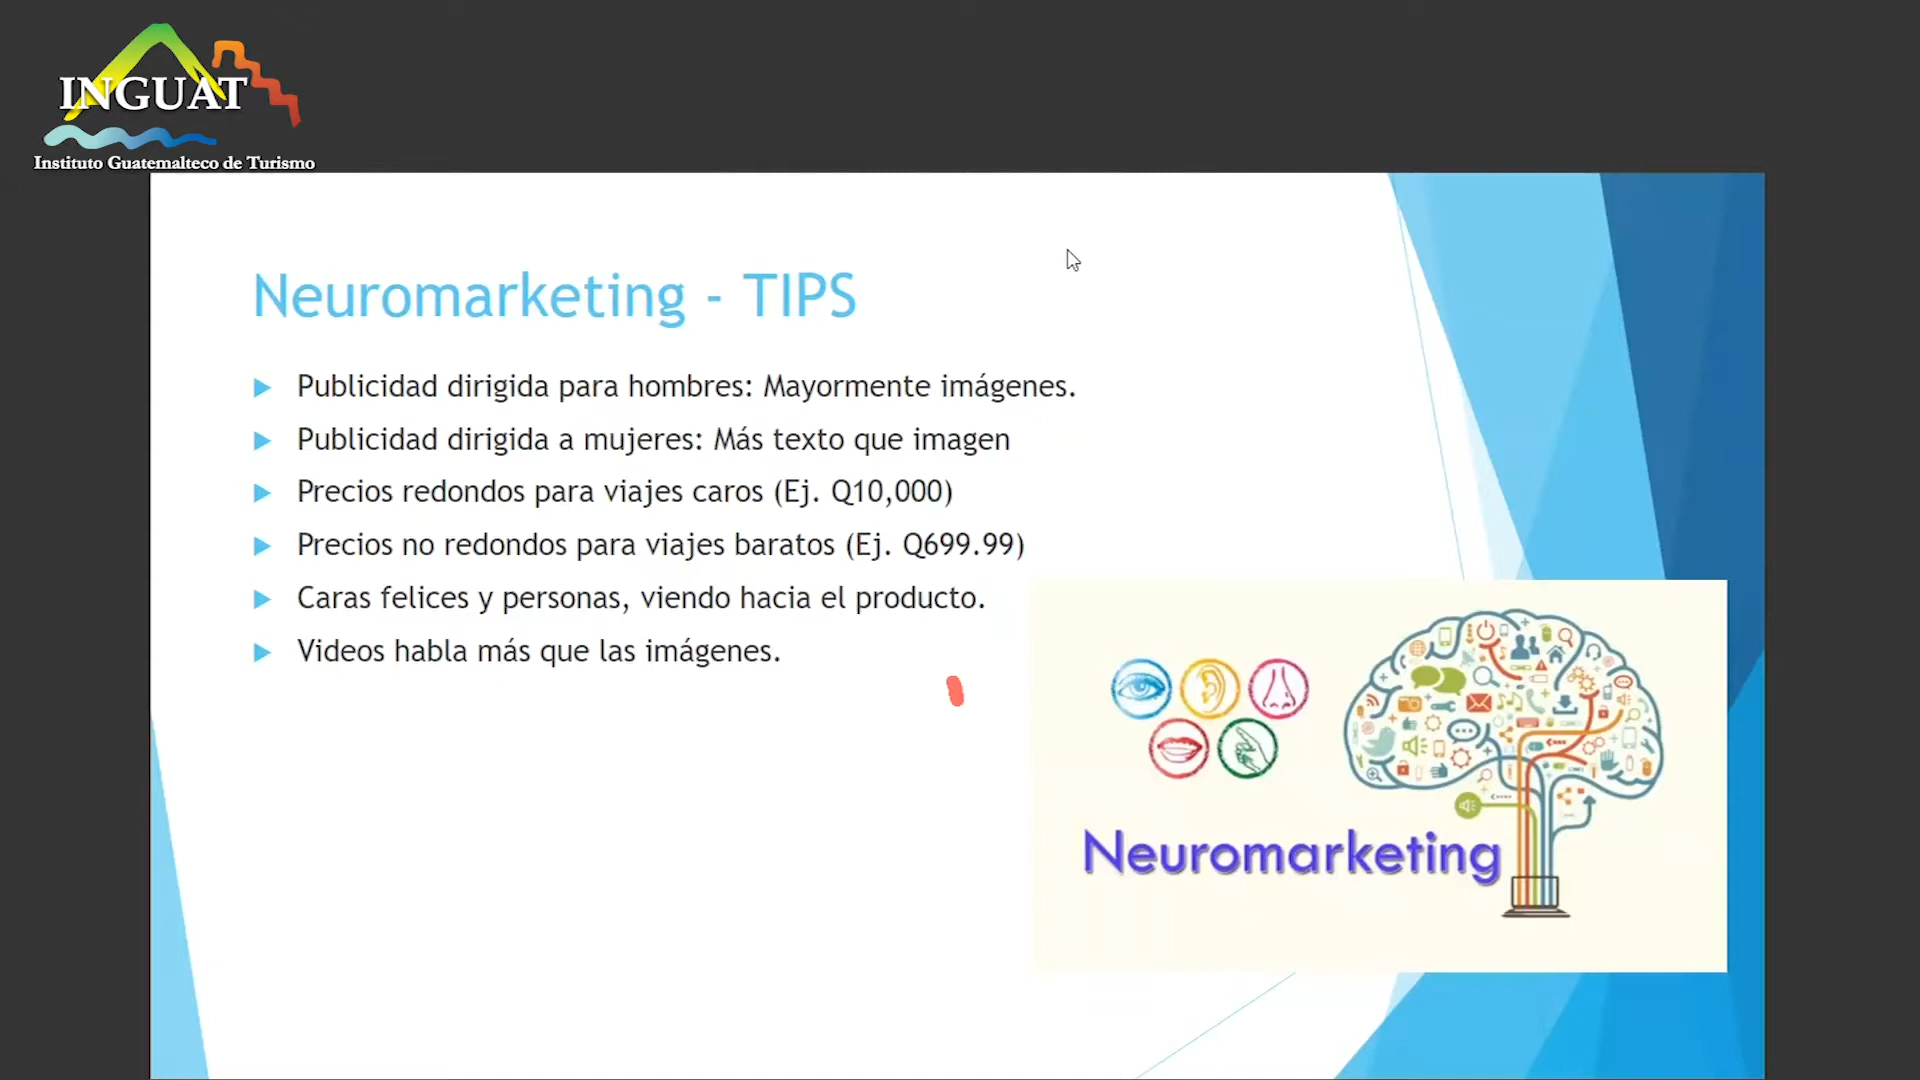 INGUAT
Instituto Guatemalteco de Turismo
Neuromarketing - TIPS
Publicidad dirigida para hombres: Mayormente imágenes.
Publicidad dirigida a mujeres: Más texto que imagen
Precios redondos para viajes caros (Ej. Q10,000)
Precios no redondos para viajes baratos (Ej. Q699.99)
Caras felices y personas, viendo hacia el producto.
Videos habla más que las imágenes.
Neuromarketing